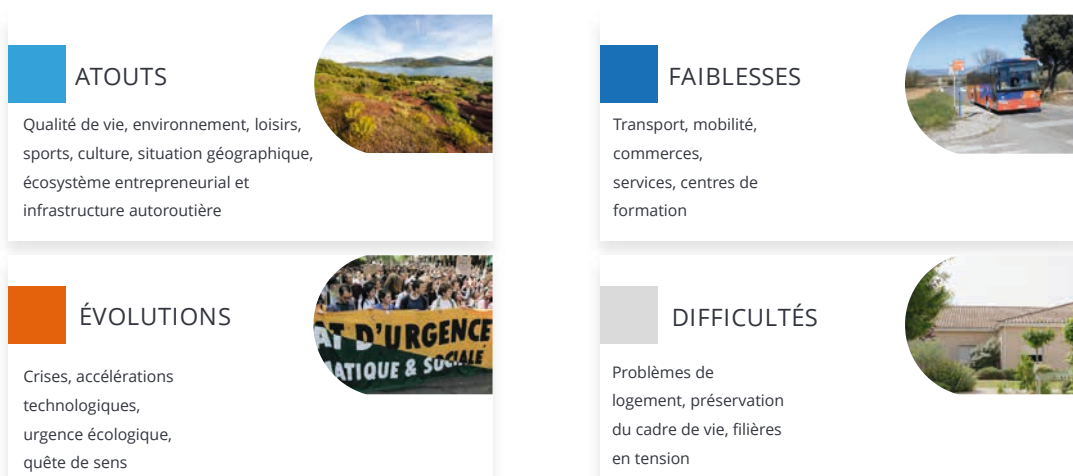 ATOUTS
Qualité de vie, environnement, loisirs,
sports, culture, situation géographique,
écosystème entrepreneurial et
infrastructure autoroutière
FAIBLESSES
Transport, mobilité,
commerces,
services, centres de
formation
ÉVOLUTIONS
Crises, accélérations
technologiques,
urgence écologique,
quête de sens
AT D'URGENCE
ATIQUE & SOCIALE
DIFFICULTÉS
Problèmes de
logement, préservation
du cadre de vie, filières
en tension